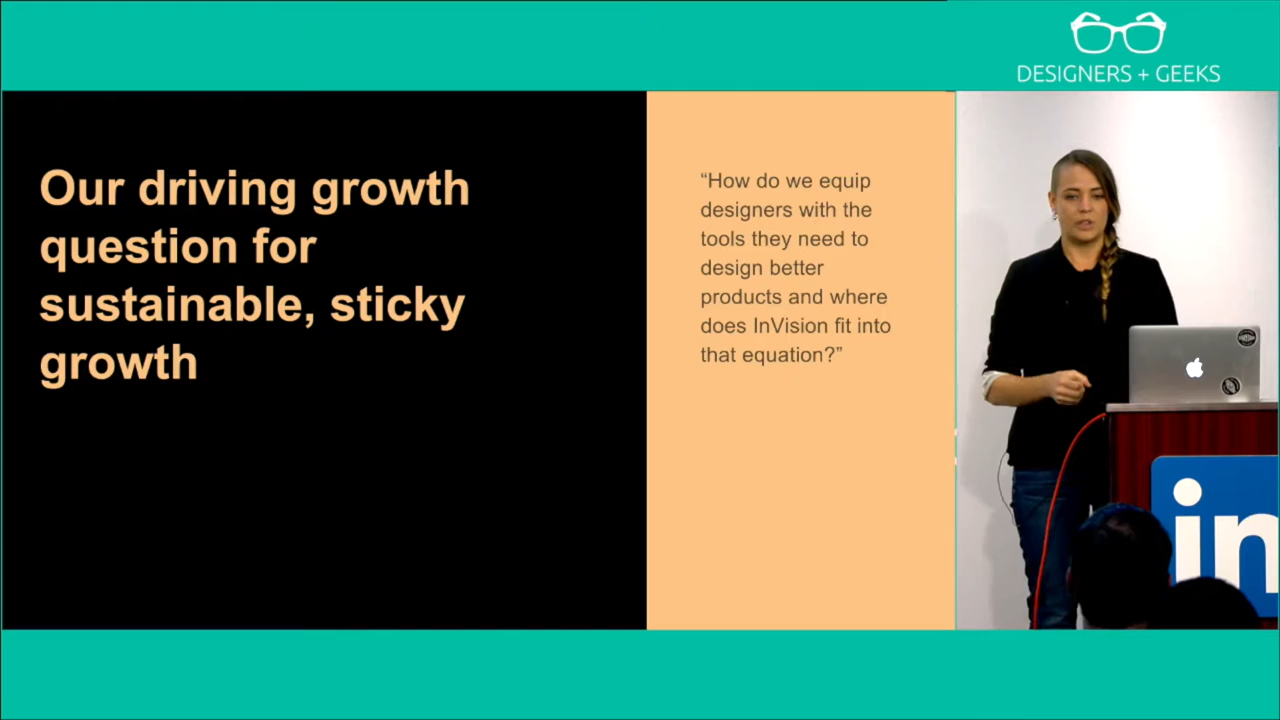 DESIGNERS + GEEKS
Our driving growth
question for
sustainable, sticky
growth
“How do we equip
designers with the
tools they need to
design better
products and where
does InVision fit into
that equation?”
in